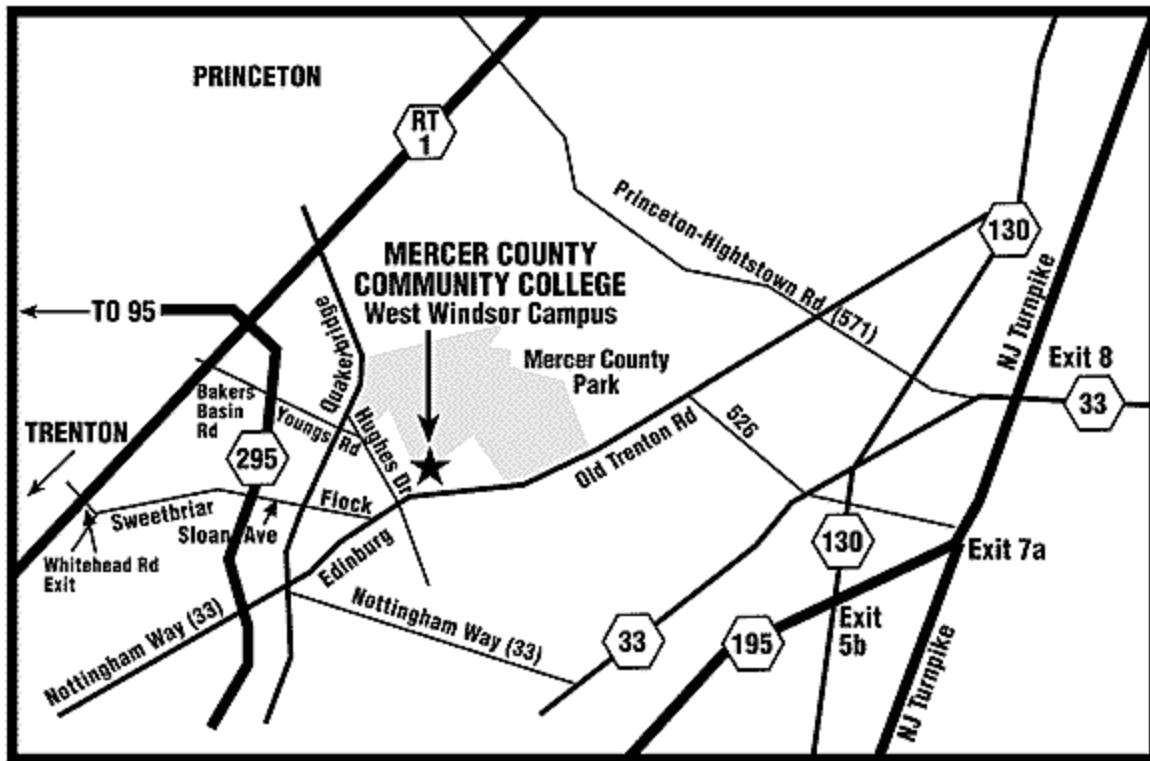 PRINCETON
RT
1
Princeton-Hightstown Rd (571)
130
MERCER COUNTY
COMMUNITY COLLEGE
West Windsor Campus
TO 95
Quakerbridge
NJ Turnpike
Exit 8
33
Mercer County
Park
Bakers
Basin
Rd
Youngs Rd
Hughes Dr
Old Trenton Rd
526
TRENTON
295
Sweetbriar
Flock
Sloan Ave
Whitehead Rd
Exit
Edinburg
130
Exit 7a
Nottingham Way (33)
Nottingham Way (33)
33
195
Exit
5b
NJ Turnpike